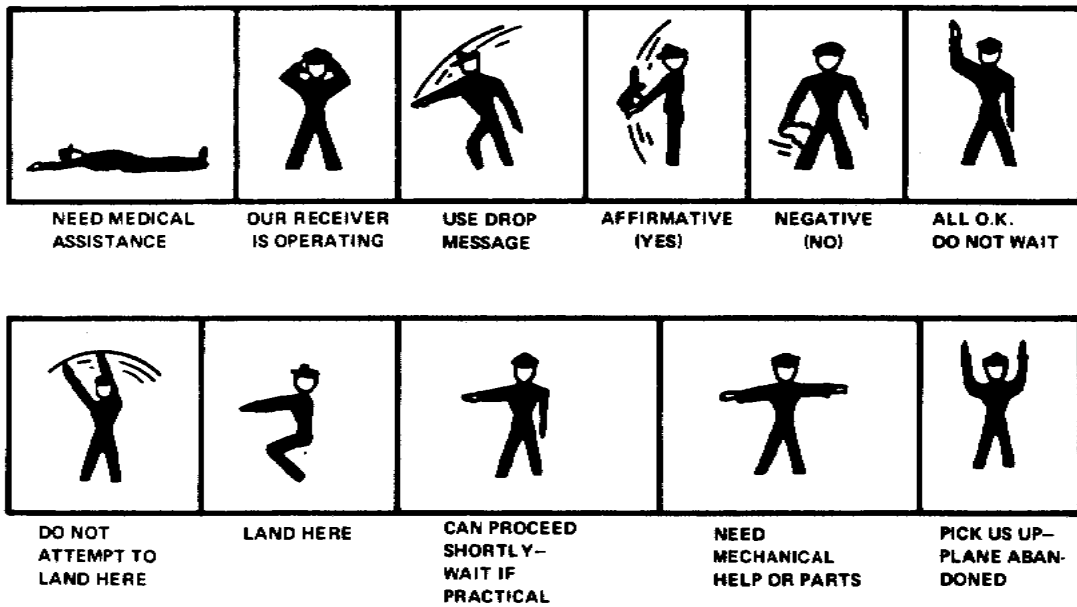 NEED MEDICAL
ASSISTANCE
OUR RECEIVER
IS OPERATING
USE DROP
MESSAGE
AFFIRMATIVE
(YES)
NEGATIVE
(NO)
ALL O.K.
DO NOT WAIT
DO NOT
ATTEMPT TO
LAND HERE
LAND HERE
CAN PROCEED
SHORTLY–
WAIT IF
PRACTICAL
NEED
MECHANICAL
HELP OR PARTS
PICK US UP–
PLANE ABAN-
DONED